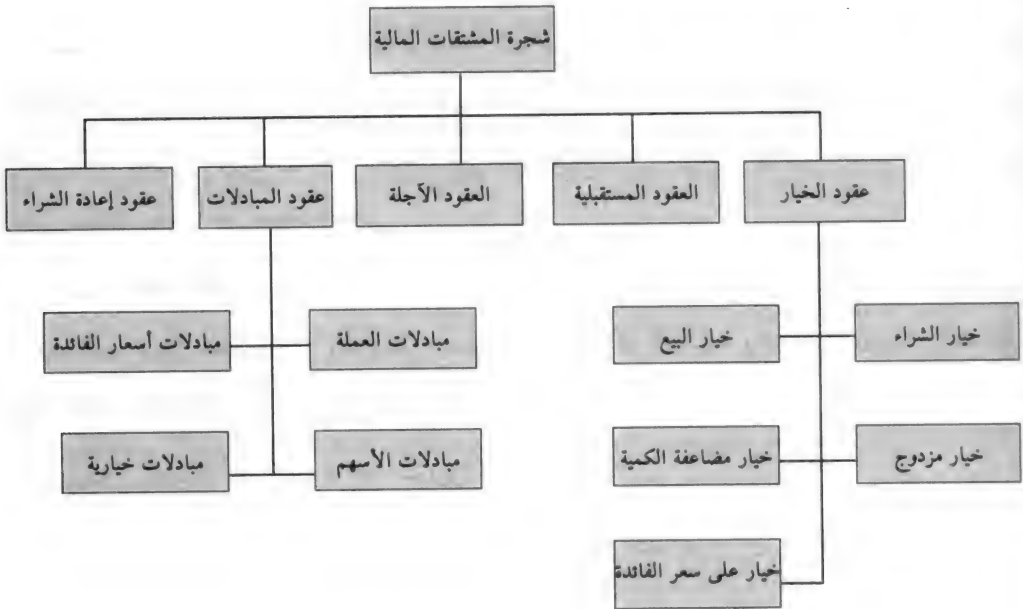 شجرة المشتقات المالية
عقود الخيار
العقود المستقبلية
العقود الآجلة
عقود المبادلات
عقود إعادة الشراء
خيار الشراء
خيار البيع
مبادلات العملة
مبادلات أسعار الفائدة
خيار مزدوج
خيار مضاعفة الكمية
مبادلات الأسهم
مبادلات خيارية
خيار على سعر الفائدة